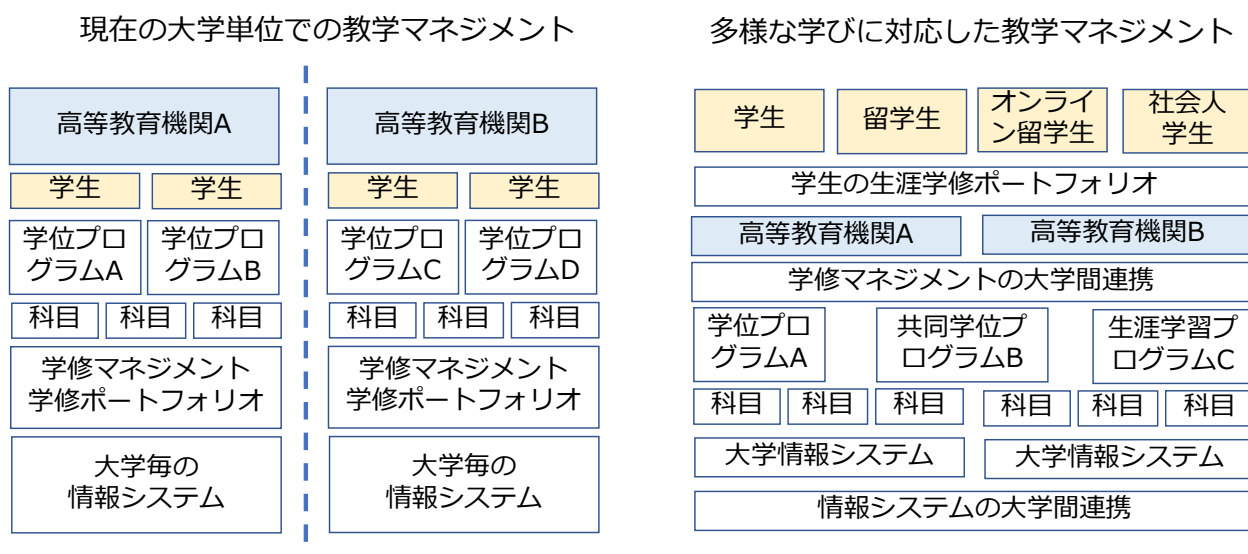 現在の大学単位での教学マネジメント
高等教育機関A
学生
学生
学位プロ
グラムA
学位プロ
グラムB
科目
科目
科目
学修マネジメント
学修ポートフォリオ
大学毎の
情報システム
高等教育機関B
学生
学生
学位プロ
グラムC
学位プロ
グラムD
科目
科目
科目
学修マネジメント
学修ポートフォリオ
大学毎の
情報システム
多様な学びに対応した教学マネジメント
学生
留学生
オンライ
ン留学生
社会人
学生
学生の生涯学修ポートフォリオ
高等教育機関A
高等教育機関B
学修マネジメントの大学間連携
学位プロ
グラムA
共同学位プ
ログラムB
生涯学習プ
ログラムC
科目
科目
科目
科目
科目
科目
大学情報システム
大学情報システム
情報システムの大学間連携